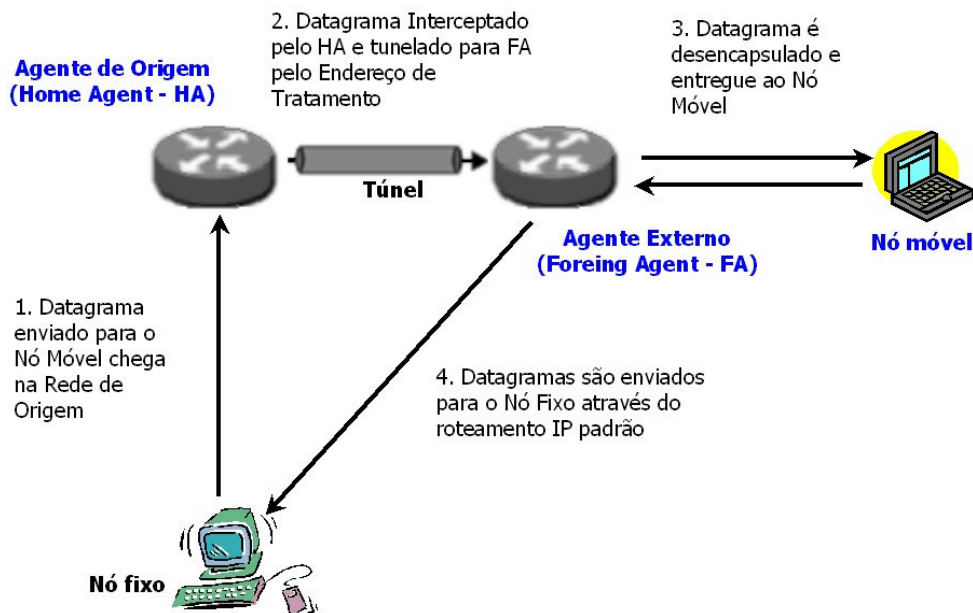 2. Datagrama Interceptado
pelo HA e tunelado para FA
pelo Endereço de
Tratamento
3. Datagrama é
desencapsulado e
entregue ao Nó
Móvel
Agente de Origem
(Home Agent - HA)
Túnel
Agente Externo
(Foreing Agent - FA)
Nó móvel
1. Datagrama
enviado para o
Nó Móvel chega
na Rede de
Origem
4. Datagramas são enviados
para o Nó Fixo através do
roteamento IP padrão
Nó fixo